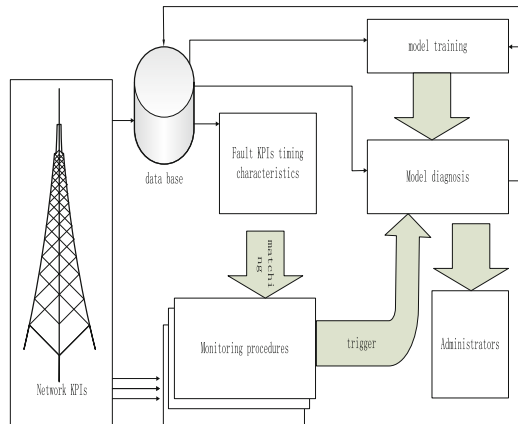 model training
data base
Fault KPIs timing
characteristics
Model diagnosis
matchi
ng
Monitoring procedures
trigger
Administrators
Network KPIs